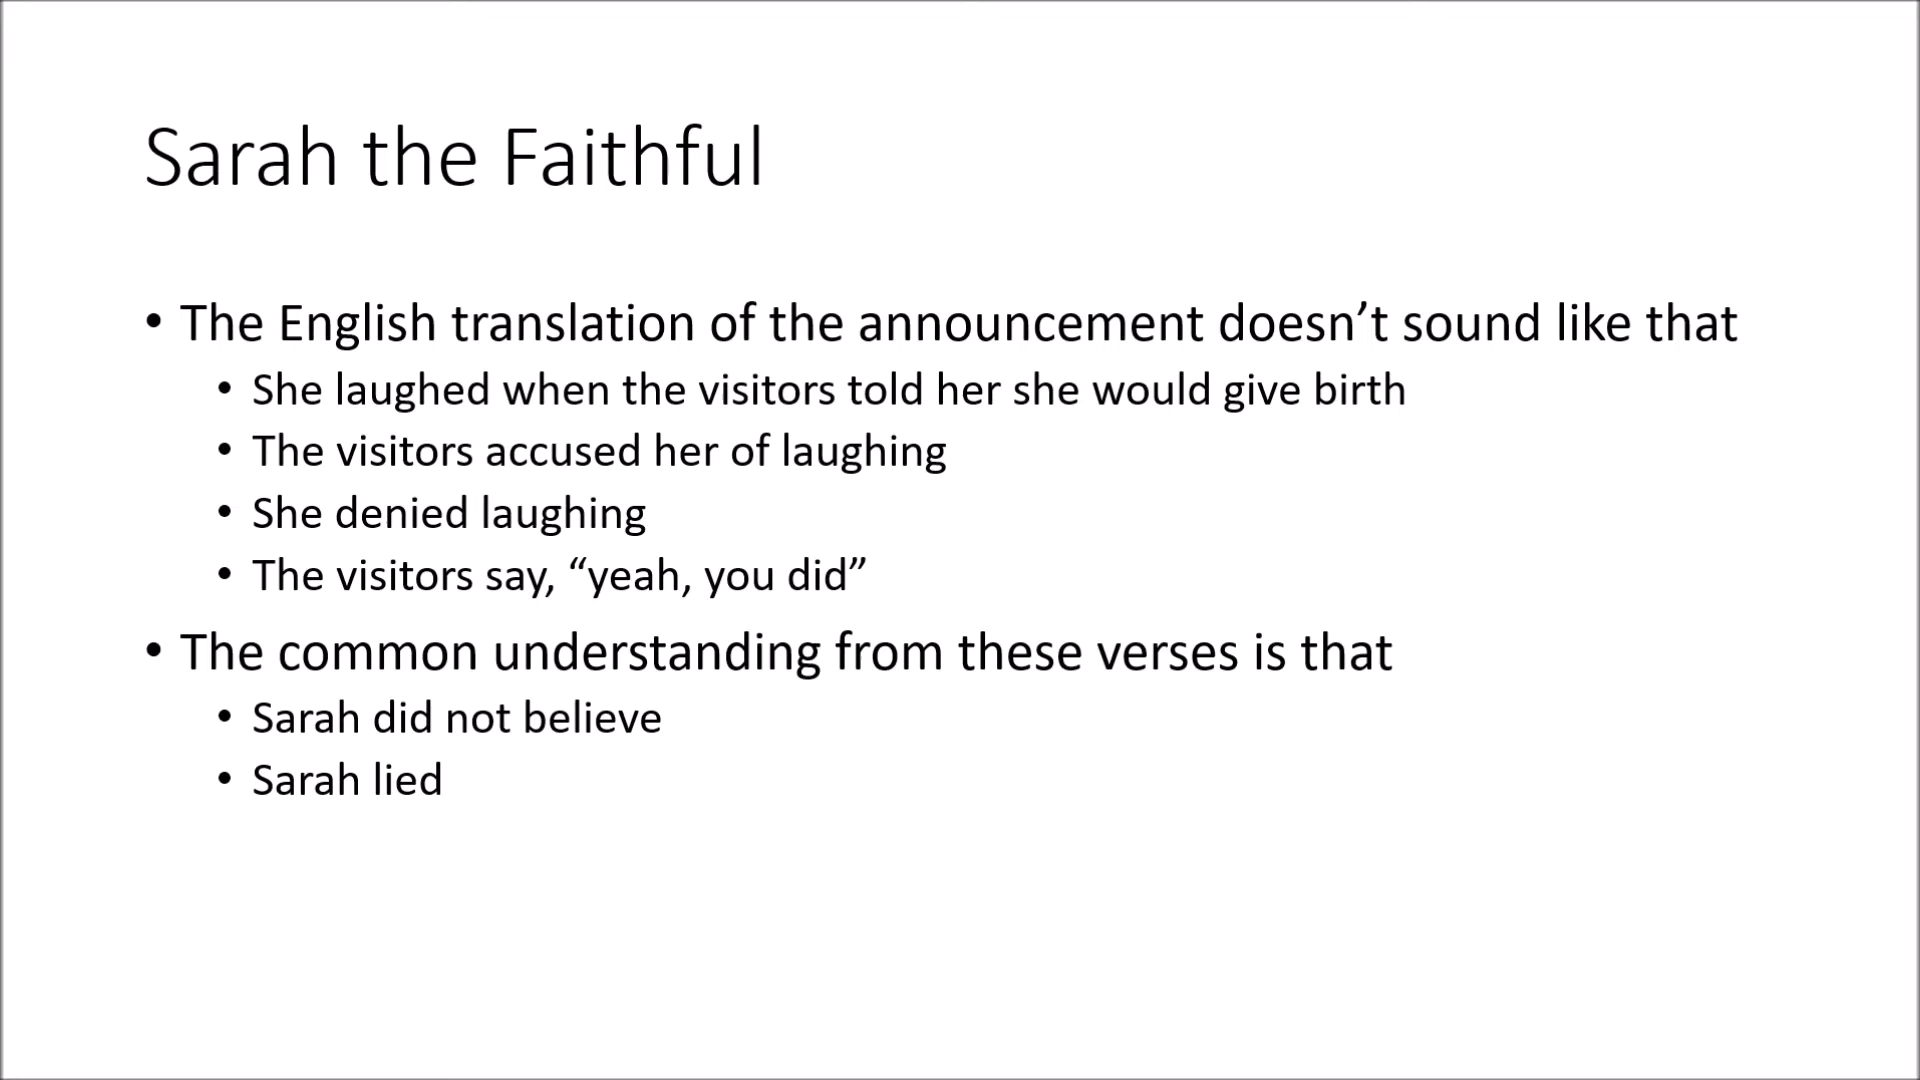 Sarah the Faithful
• The English translation of the announcement doesn’t sound like that
• She laughed when the visitors told her she would give birth
• The visitors accused her of laughing
• She denied laughing
• The visitors say, “yeah, you did”
• The common understanding from these verses is that
• Sarah did not believe
• Sarah lied